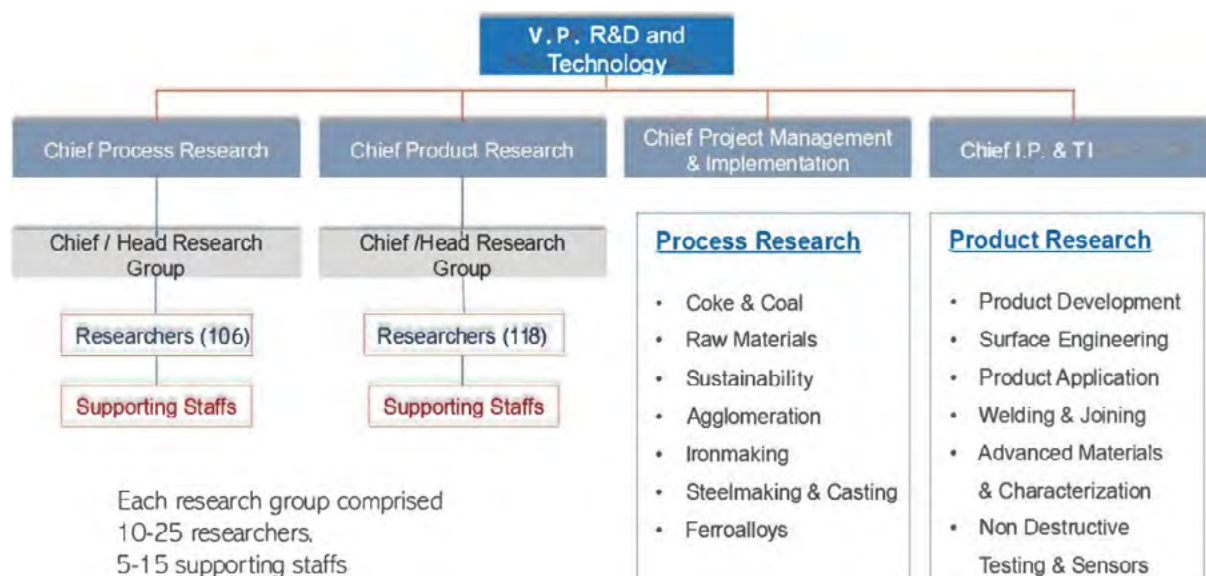 V.P. R&D and
Technology
Chief Process Research
Chief Product Research
Chief Project Management
& Implementation
Chief I.P. & TI
Chief / Head Research
Group
Chief /Head Research
Group
Researchers (106)
Researchers (118)
Supporting Staffs
Supporting Staffs
Each research group comprised
10-25 researchers,
5-15 supporting staffs
Process Research
• Coke & Coal
• Raw Materials
• Sustainability
• Agglomeration
• Ironmaking
• Steelmaking & Casting
• Ferroalloys
Product Research
• Product Development
• Surface Engineering
• Product Application
• Welding & Joining
• Advanced Materials
& Characterization
• Non Destructive
Testing & Sensors